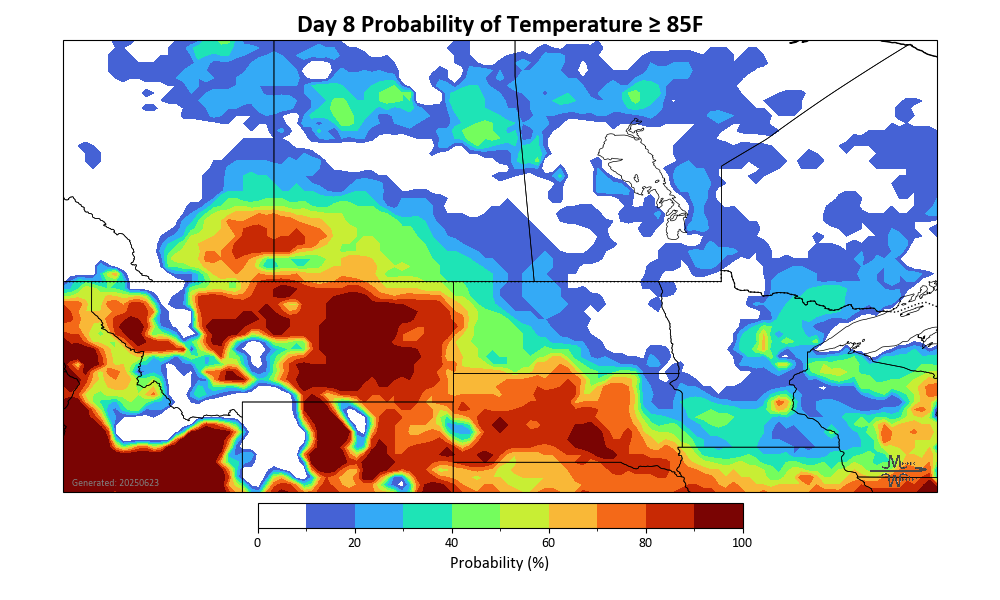 Day 8 Probability of Temperature ≥ 85F
Generated: 20250623
0 20 40 60 80 100
Probability (%)